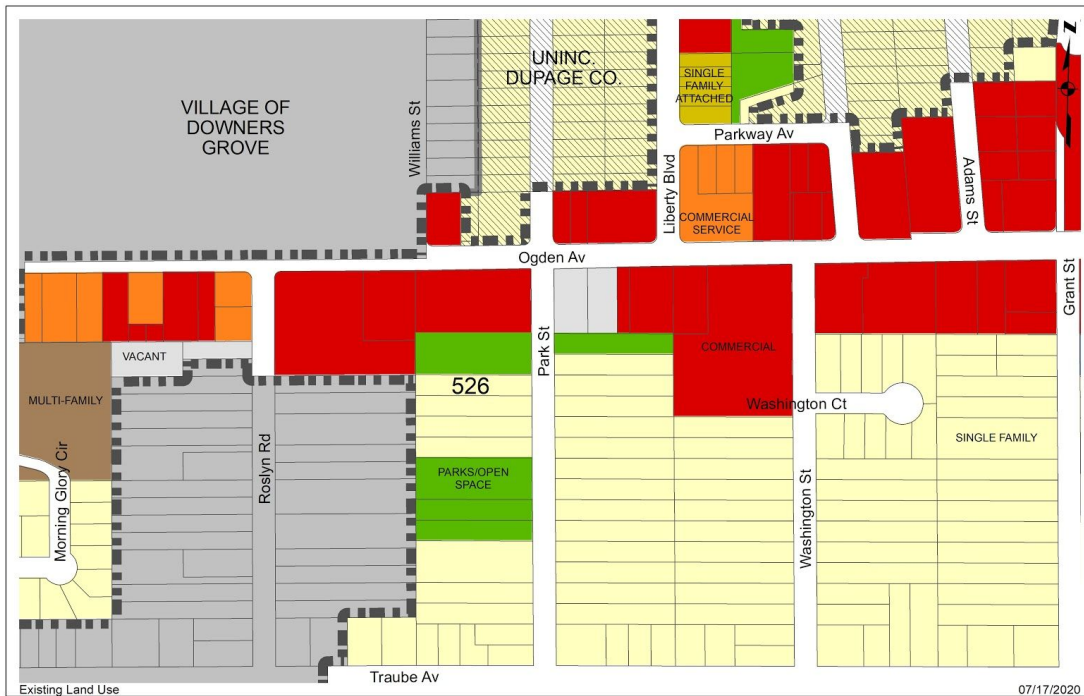 UNINC.
DUPAGE CO.
SINGLE
FAMILY
ATTACHED
Z
VILLAGE OF
DOWNERS
GROVE
Williams St
Parkway Av
Liberty Blvd
Adams St
COMMERCIAL
SERVICE
Ogden Av
Grant St
VACANT
Park St
COMMERCIAL
526
MULTI-FAMILY
Washington Ct
Roslyn Rd
SINGLE FAMILY
PARKS/OPEN
SPACE
Morning Glory Cir
Washington St
Traube Av
Existing Land Use
07/17/2020